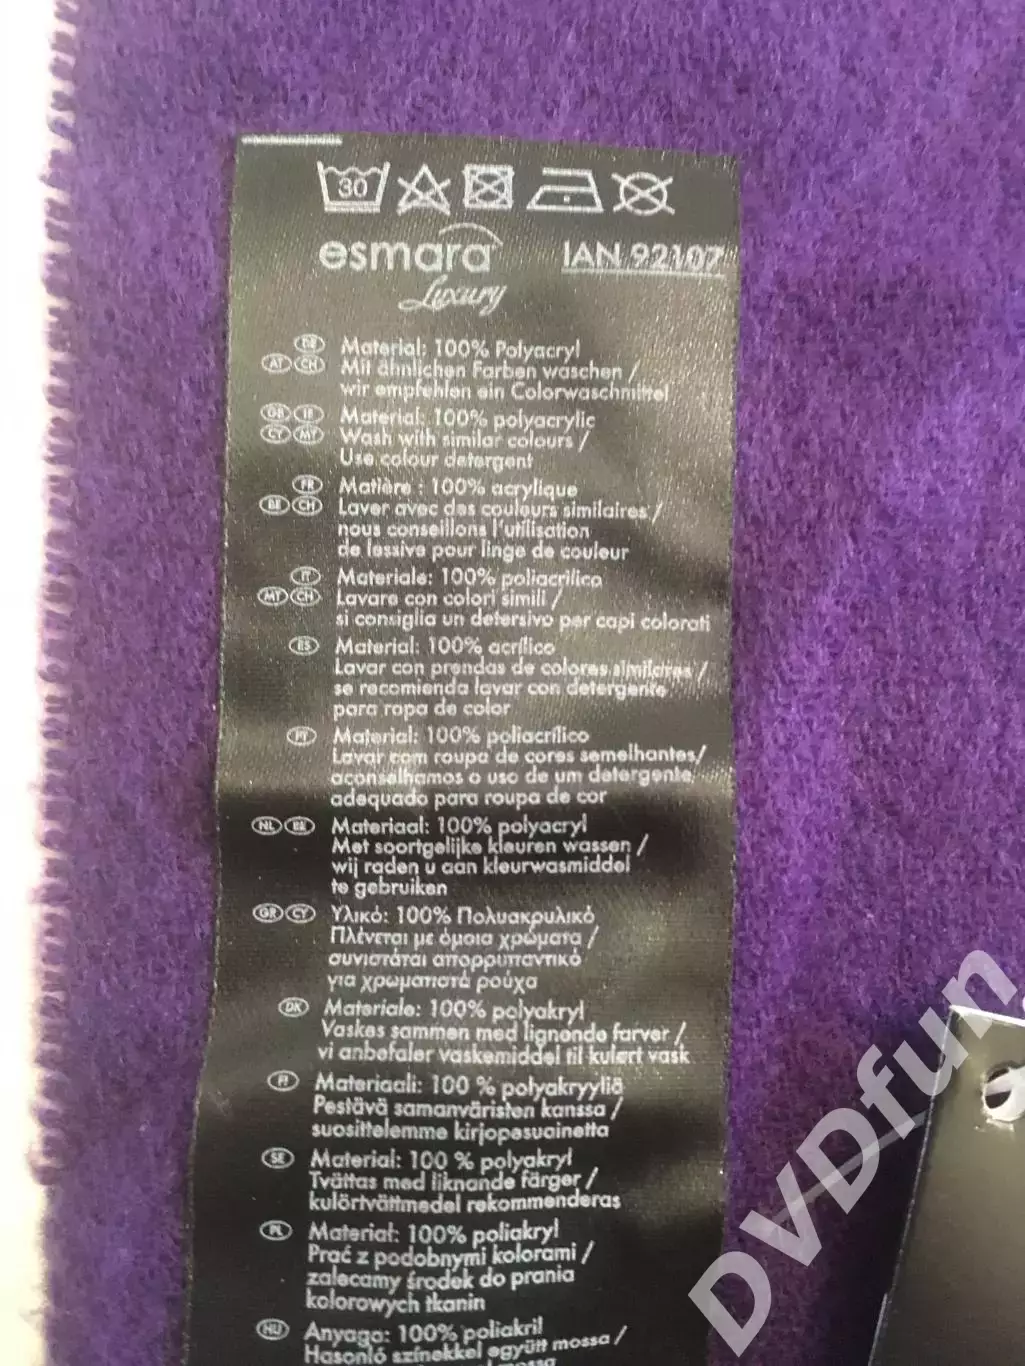 30
esmara
Luxury
IAN 92107
DE Material: 100% Polyacryl
AT CH Mit ähnlichen Farben waschen /
wir empfehlen ein Colorwaschmittel
GB IE Material: 100% polyacrylic
CY MT Wash with similar colours /
Use colour detergent
FR Matière : 100% acrylique
BE CH Laver avec des couleurs similaires /
nous conseillons l'utilisation
de lessive pour linge de couleur
IT Materiale: 100% poliacrilico
MT CH Lavare con colori simili /
si consiglia un detersivo per capi colorati
ES Material: 100% acrílico
Lavar con prendas de colores similares /
se recomienda lavar con detergente
para ropa de color
PT Material: 100% poliacrílico
Lavar com roupa de cores semelhantes/
aconselhamos o uso de um detergente
adequado para roupa de cor
NL BE Materiaal: 100% polyacryl
Met soortgelijke kleuren wassen /
wij raden u aan kleurwasmiddel
te gebruiken
GR CY Υλικό: 100% Πολυακρυλικό
Πλένεται με όμοια χρώματα /
συνιστάται απορρυπαντικό
για χρωματιστά ρούχα
DK Materiale: 100% polyakryl
Vaskes sammen med lignende farver /
vi anbefaler vaskemiddel til kulørt vask
FI Materiaali: 100 % polyakryyliä
Pestävä samanväristen kanssa /
suosittelemme kirjopesuainetta
SE Material: 100 % polyakryl
Tvättas med liknande färger /
kulörtvättmedel rekommenderas
PL Materiał: 100% poliakryl
Prać z podobnymi kolorami /
zalecamy środek do prania
kolorowych tkanin
HU Anyaga: 100% poliakril
Hasonló színekkel együtt mossa /
mossa
DVDfun